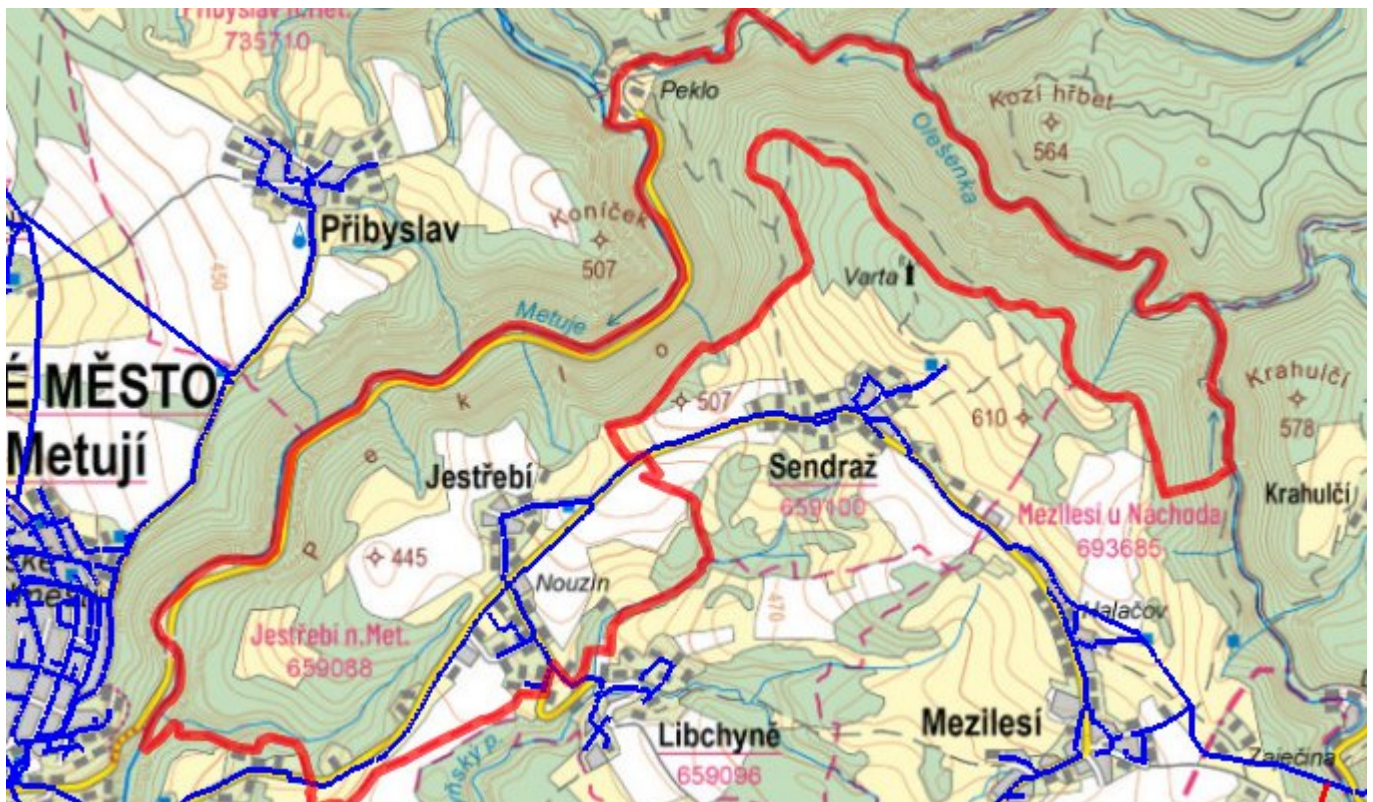 Přibyslav n.Met.
735710
Peklo
Kozí hřbet
564
Olešenka
Koníček
507
Přibyslav
450
Varta
Metuje
É MĚSTO
Metují
P e k l o
507
610
Krahulčí
578
Jestřebí
Sendraž
659100
Krahulčí
Mezilesí u Náchoda
693685
445
Nouzín
470
Halačov
Jestřebí n.Met.
659088
Libchyně
659096
Mezilesí
Zaječina